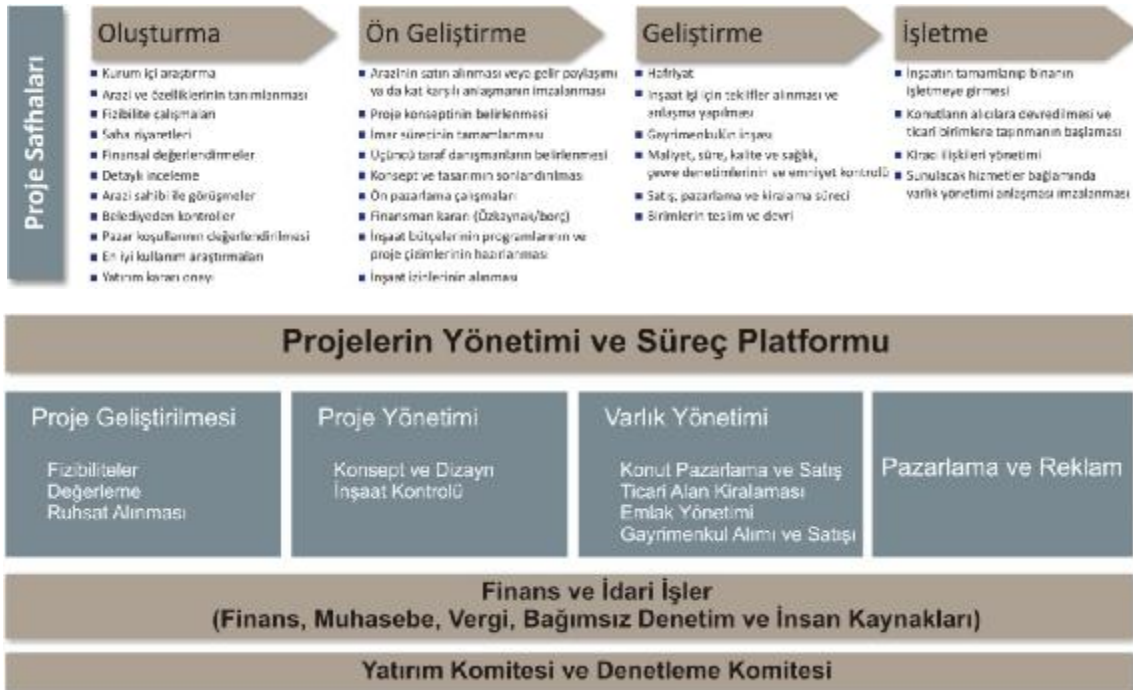 Proje Safhaları
Oluşturma
Kurum içi araştırma
Arazi ve özelliklerinin tanımlanması
Fizibilite çalışmaları
Saha ziyaretleri
Finansal değerlendirmeler
Detaylı inceleme
Arazi sahibi ile görüşmeler
Belediyeden kontroller
Pazar koşullarının değerlendirilmesi
En iyi kullanım araştırmaları
Yatırım kararı onayı
Ön Geliştirme
Arazinin satın alınması veya gelir paylaşımı
ya da kat karşılı anlaşmanın imzalanması
Proje konseptinin belirlenmesi
İmar sürecinin tamamlanması
Üçüncü taraf danışmanların belirlenmesi
Konsept ve tasarımın sonlandırılması
Ön pazarlama çalışmaları
Finansman kararı (Özkaynak/borç)
İnşaat bütçelerinin programlarının ve
proje çizimlerinin hazırlanması
İnşaat izinlerinin alınması
Geliştirme
Hafriyat
İnşaat işi için teklifler alınması ve
anlaşma yapılması
Gayrimenkulün inşası
Maliyet, süre, kalite ve sağlık,
çevre denetimlerinin ve emniyet kontrolü
Satış, pazarlama ve kiralama süreci
Birimlerin teslim ve devri
İşletme
İnşaatın tamamlanıp binanın
işletmeye girmesi
Konutların alıcılara devredilmesi ve
ticari birimlere taşınmanın başlaması
Kiracı ilişkileri yönetimi
Sunulacak hizmetler bağlamında
varlık yönetimi anlaşması imzalanması
Projelerin Yönetimi ve Süreç Platformu
Proje Geliştirilmesi
Fizibiliteler
Değerleme
Ruhsat Alınması
Proje Yönetimi
Konsept ve Dizayn
İnşaat Kontrolü
Varlık Yönetimi
Konut Pazarlama ve Satış
Ticari Alan Kiralaması
Emlak Yönetimi
Gayrimenkul Alımı ve Satışı
Pazarlama ve Reklam
Finans ve İdari İşler
(Finans, Muhasebe, Vergi, Bağımsız Denetim ve İnsan Kaynakları)
Yatırım Komitesi ve Denetleme Komitesi